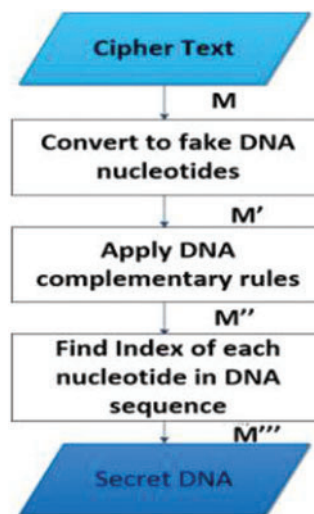 Cipher Text
M
Convert to fake DNA
nucleotides
M'
Apply DNA
complementary rules
M''
Find Index of each
nucleotide in DNA
sequence
M'''
Secret DNA